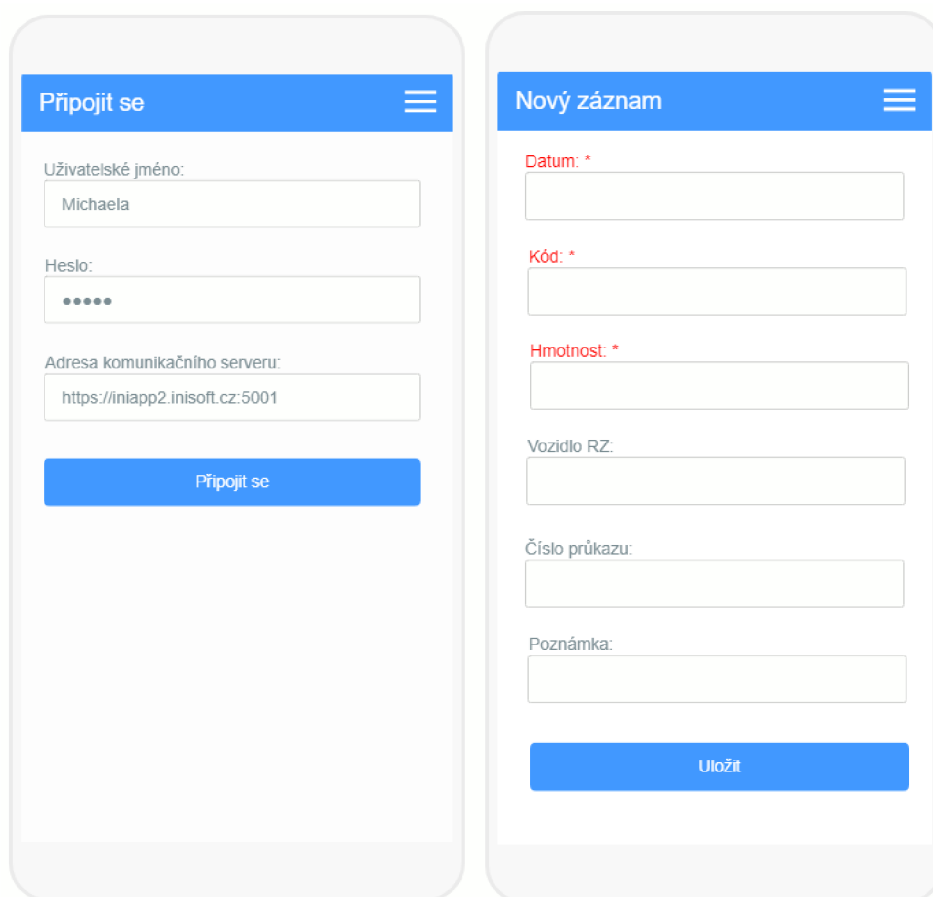 Připojit se
Uživatelské jméno:
Michaela
Heslo:
●●●●●
Adresa komunikačního serveru:
https://iniapp2.inisoft.cz:5001
Připojit se
Nový záznam
Datum: *
Kód: *
Hmotnost: *
Vozidlo RZ:
Číslo průkazu:
Poznámka:
Uložit